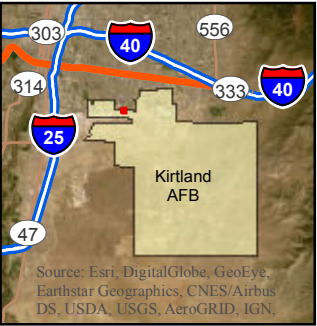 303
556
40
314
333
40
25
Kirtland
AFB
47
Source: Esri, DigitalGlobe, GeoEye,
Earthstar Geographics, CNES/Airbus
DS, USDA, USGS, AeroGRID, IGN,